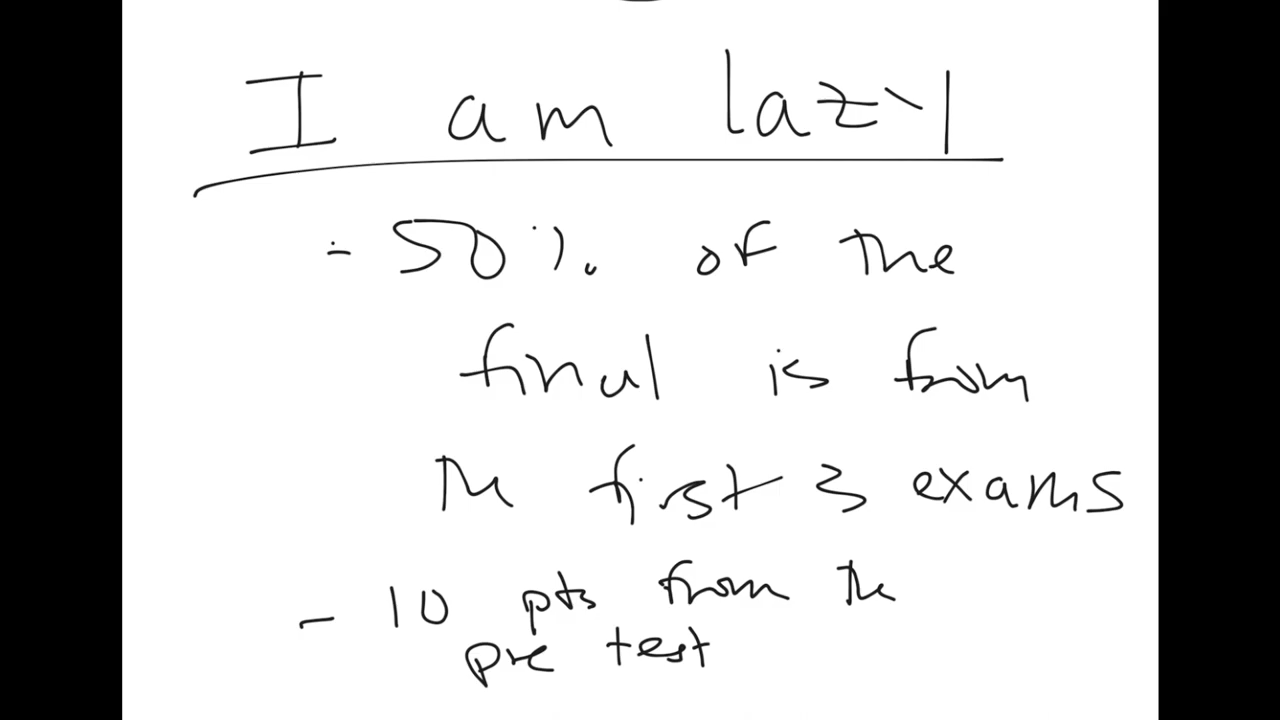 I am lazy
- 50% of the
final is from
the first 3 exams
- 10 pts from the
pre test